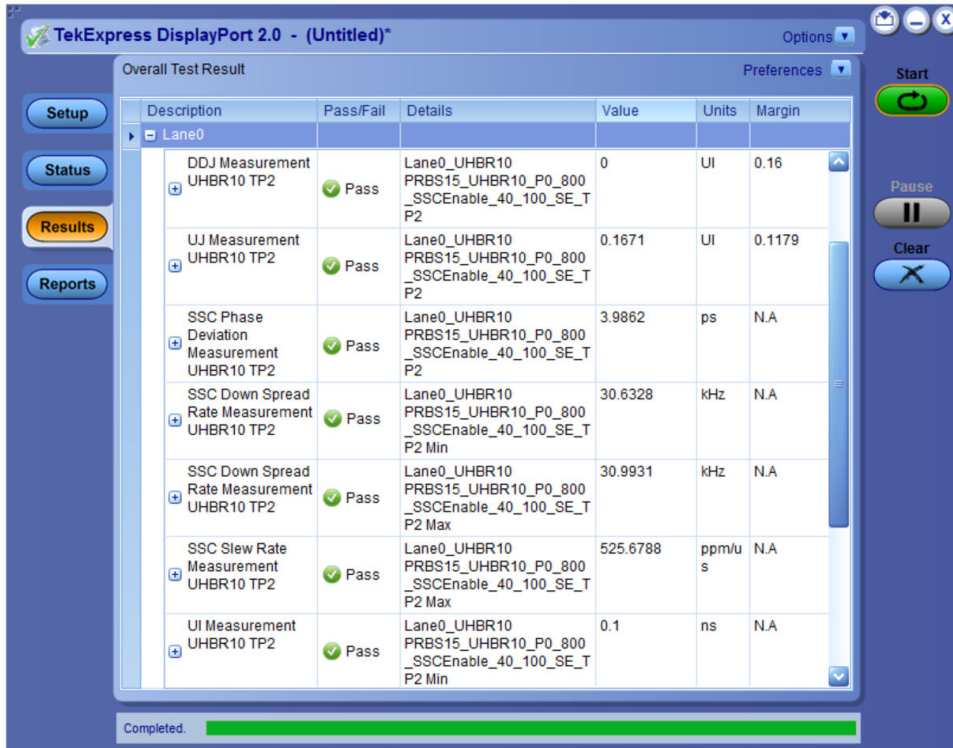 TekExpress DisplayPort 2.0 - (Untitled)*
Options
Overall Test Result
Preferences
Start
Setup
Status
Results
Reports
Pause
Clear
Description Pass/Fail Details Value Units Margin
Lane0
DDJ Measurement
UHBR10 TP2
Pass
Lane0_UHBR10
PRBS15_UHBR10_P0_800
_SSCEnable_40_100_SE_T
P2
0
UI
0.16
UJ Measurement
UHBR10 TP2
Pass
Lane0_UHBR10
PRBS15_UHBR10_P0_800
_SSCEnable_40_100_SE_T
P2
0.1671
UI
0.1179
SSC Phase
Deviation
Measurement
UHBR10 TP2
Pass
Lane0_UHBR10
PRBS15_UHBR10_P0_800
_SSCEnable_40_100_SE_T
P2
3.9862
ps
N.A
SSC Down Spread
Rate Measurement
UHBR10 TP2
Pass
Lane0_UHBR10
PRBS15_UHBR10_P0_800
_SSCEnable_40_100_SE_T
P2 Min
30.6328
kHz
N.A
SSC Down Spread
Rate Measurement
UHBR10 TP2
Pass
Lane0_UHBR10
PRBS15_UHBR10_P0_800
_SSCEnable_40_100_SE_T
P2 Max
30.9931
kHz
N.A
SSC Slew Rate
Measurement
UHBR10 TP2
Pass
Lane0_UHBR10
PRBS15_UHBR10_P0_800
_SSCEnable_40_100_SE_T
P2 Max
525.6788
ppm/u
s
N.A
UI Measurement
UHBR10 TP2
Pass
Lane0_UHBR10
PRBS15_UHBR10_P0_800
_SSCEnable_40_100_SE_T
P2 Min
0.1
ns
N.A
Completed.